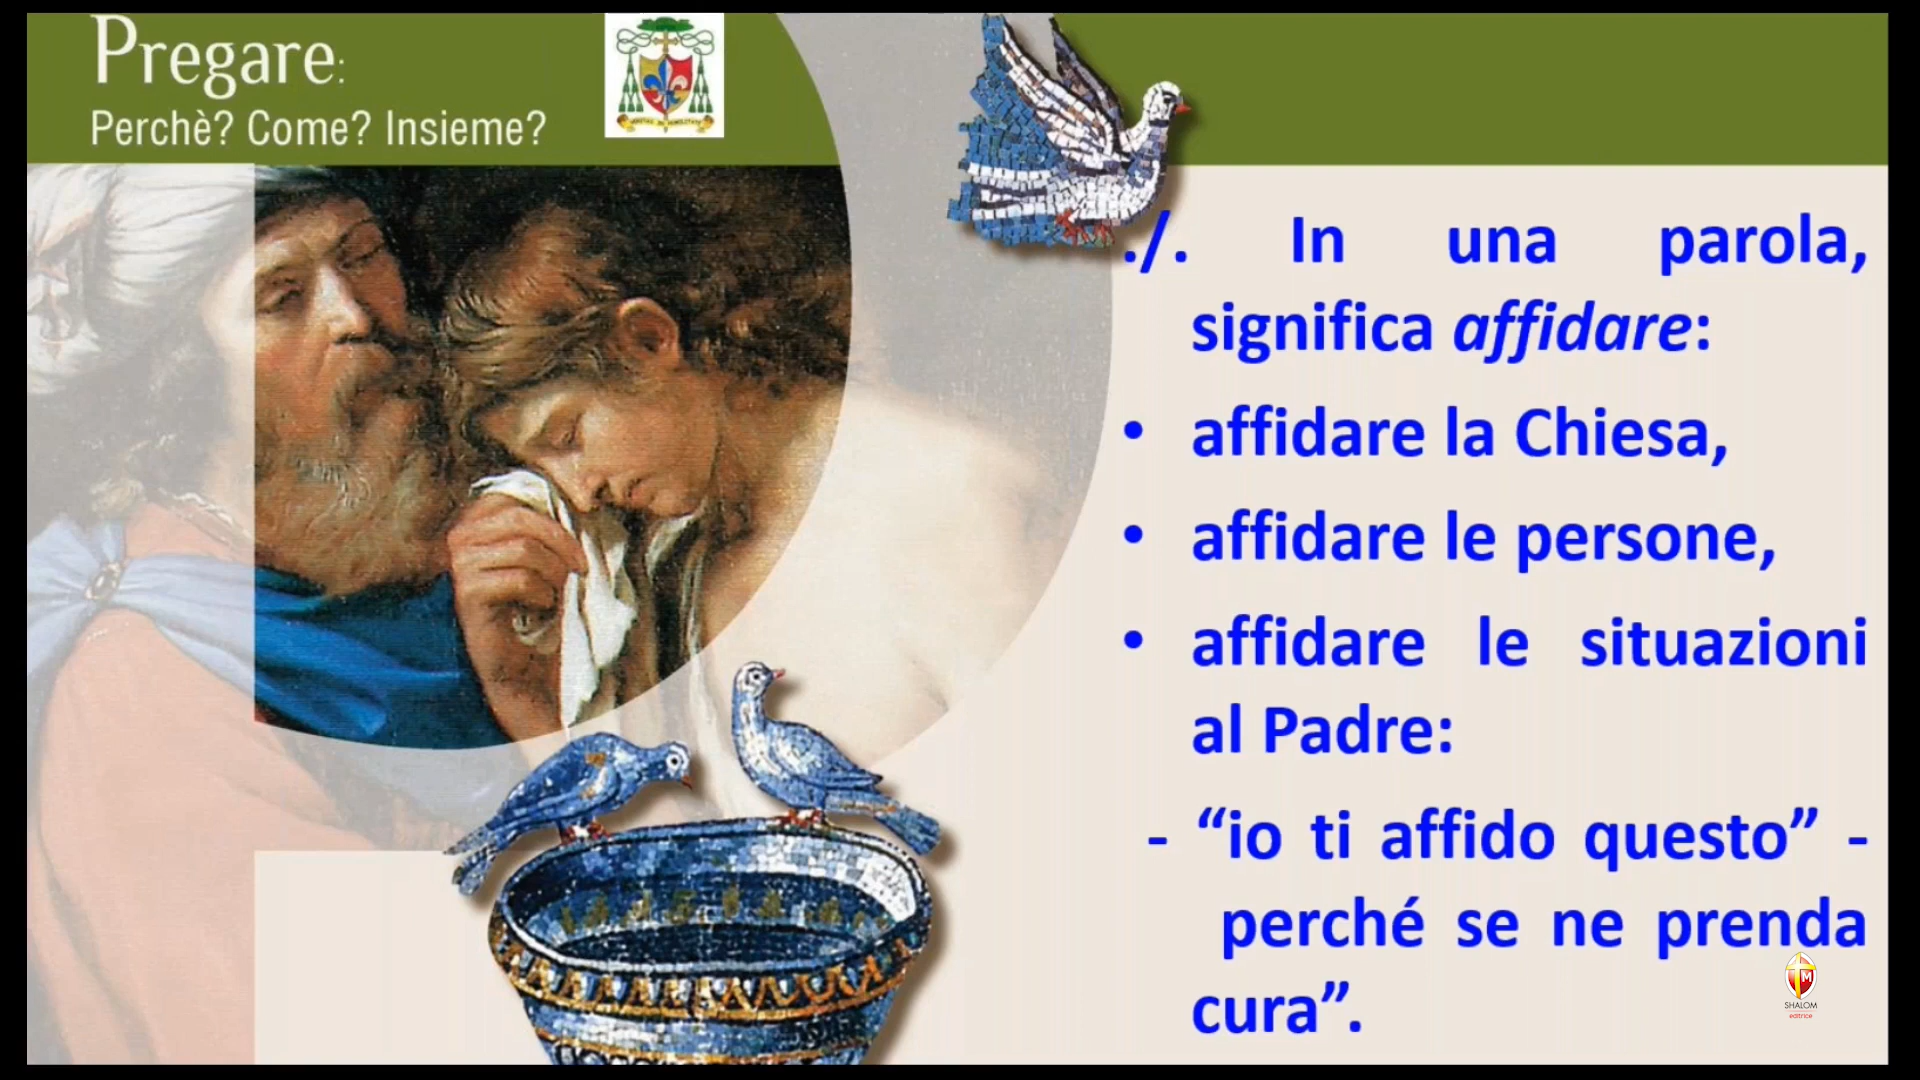 Pregare:
Perchè? Come? Insieme?
./. In una parola,
significa affidare:
• affidare la Chiesa,
• affidare le persone,
• affidare le situazioni
al Padre:
- “io ti affido questo” -
perché se ne prenda
cura”.
M
SHALOM
editrice